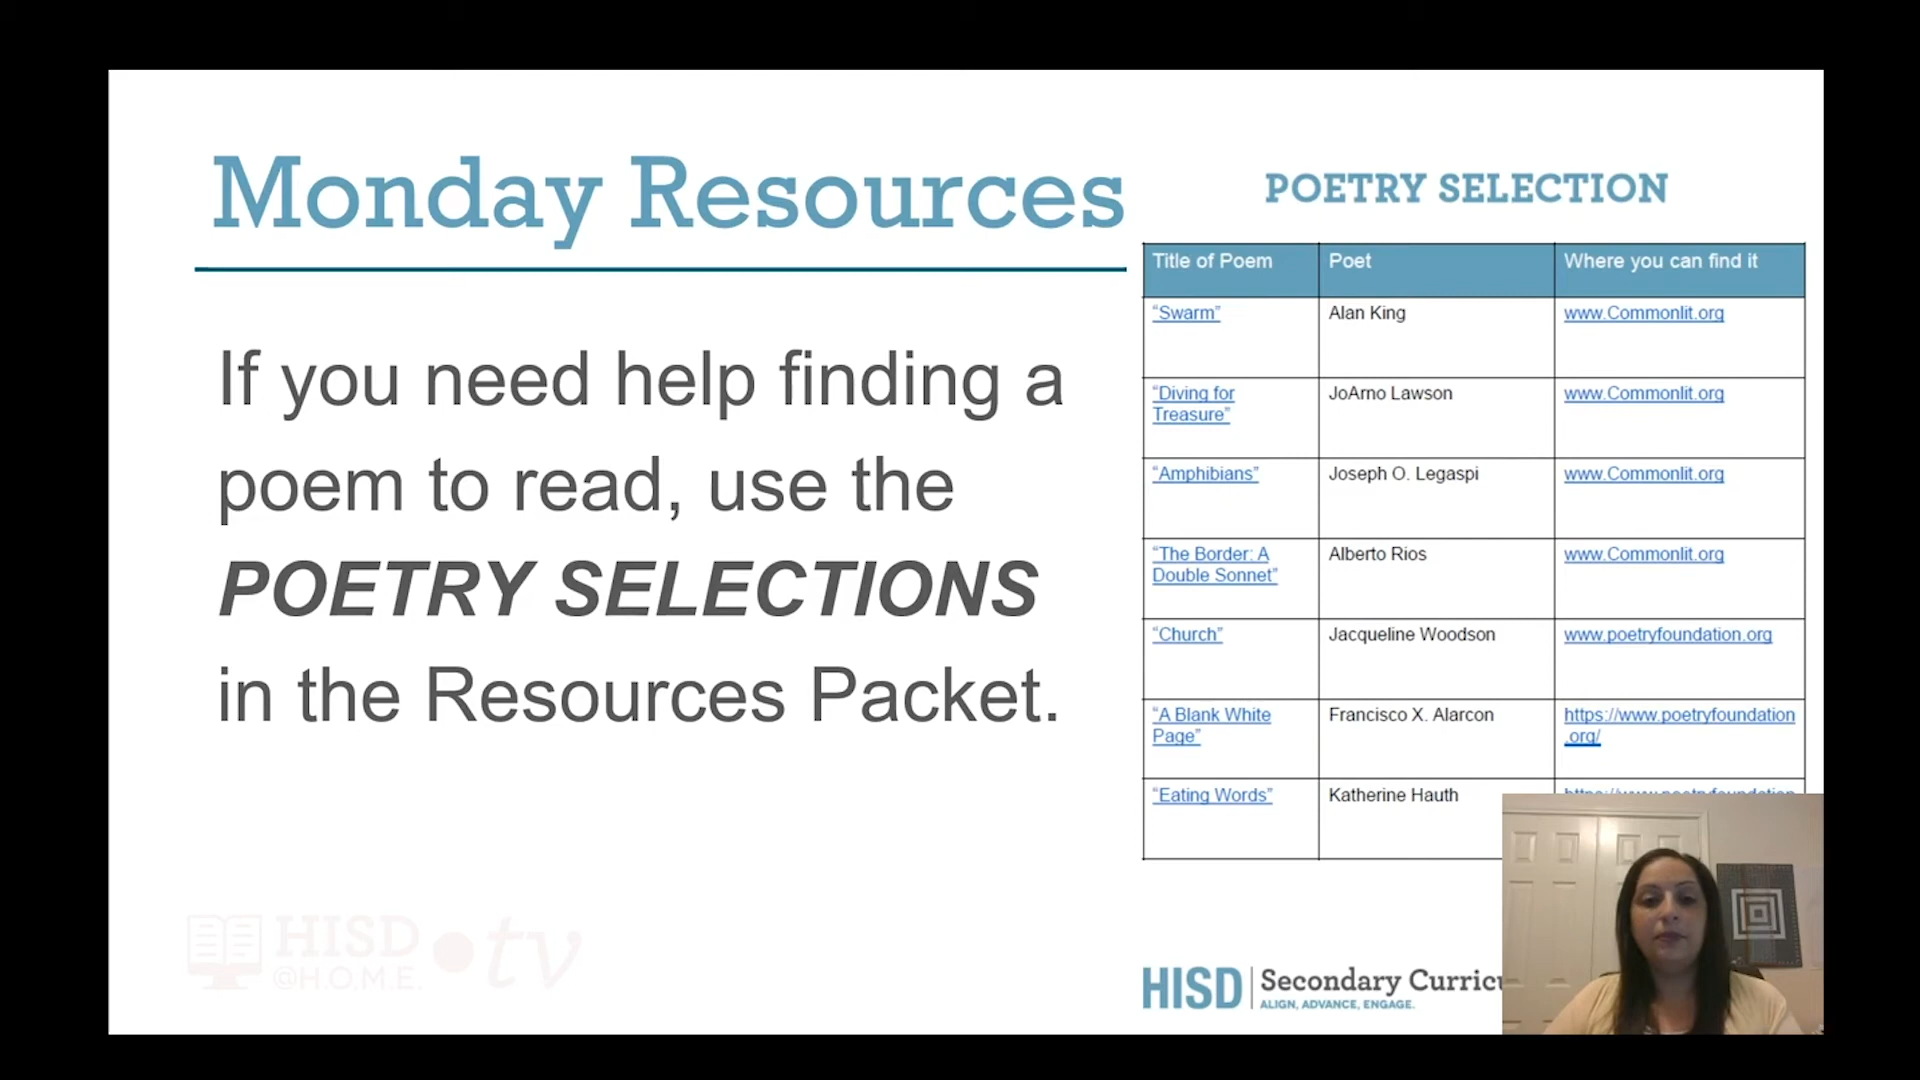 Monday Resources
If you need help finding a
poem to read, use the
POETRY SELECTIONS
in the Resources Packet.
POETRY SELECTION
Title of Poem Poet Where you can find it
“Swarm” Alan King www.Commonlit.org
“Diving for JoArno Lawson www.Commonlit.org
Treasure”
“Amphibians” Joseph O. Legaspi www.Commonlit.org
“The Border: A Alberto Rios www.Commonlit.org
Double Sonnet”
“Church” Jacqueline Woodson www.poetryfoundation.org
“A Blank White Francisco X. Alarcon https://www.poetryfoundation
Page” .org/
“Eating Words” Katherine Hauth https://www.poetryfoundation
HISD
@H.O.M.E. tv
HISD Secondary
ALIGN, ADVANCE, ENGAGE.